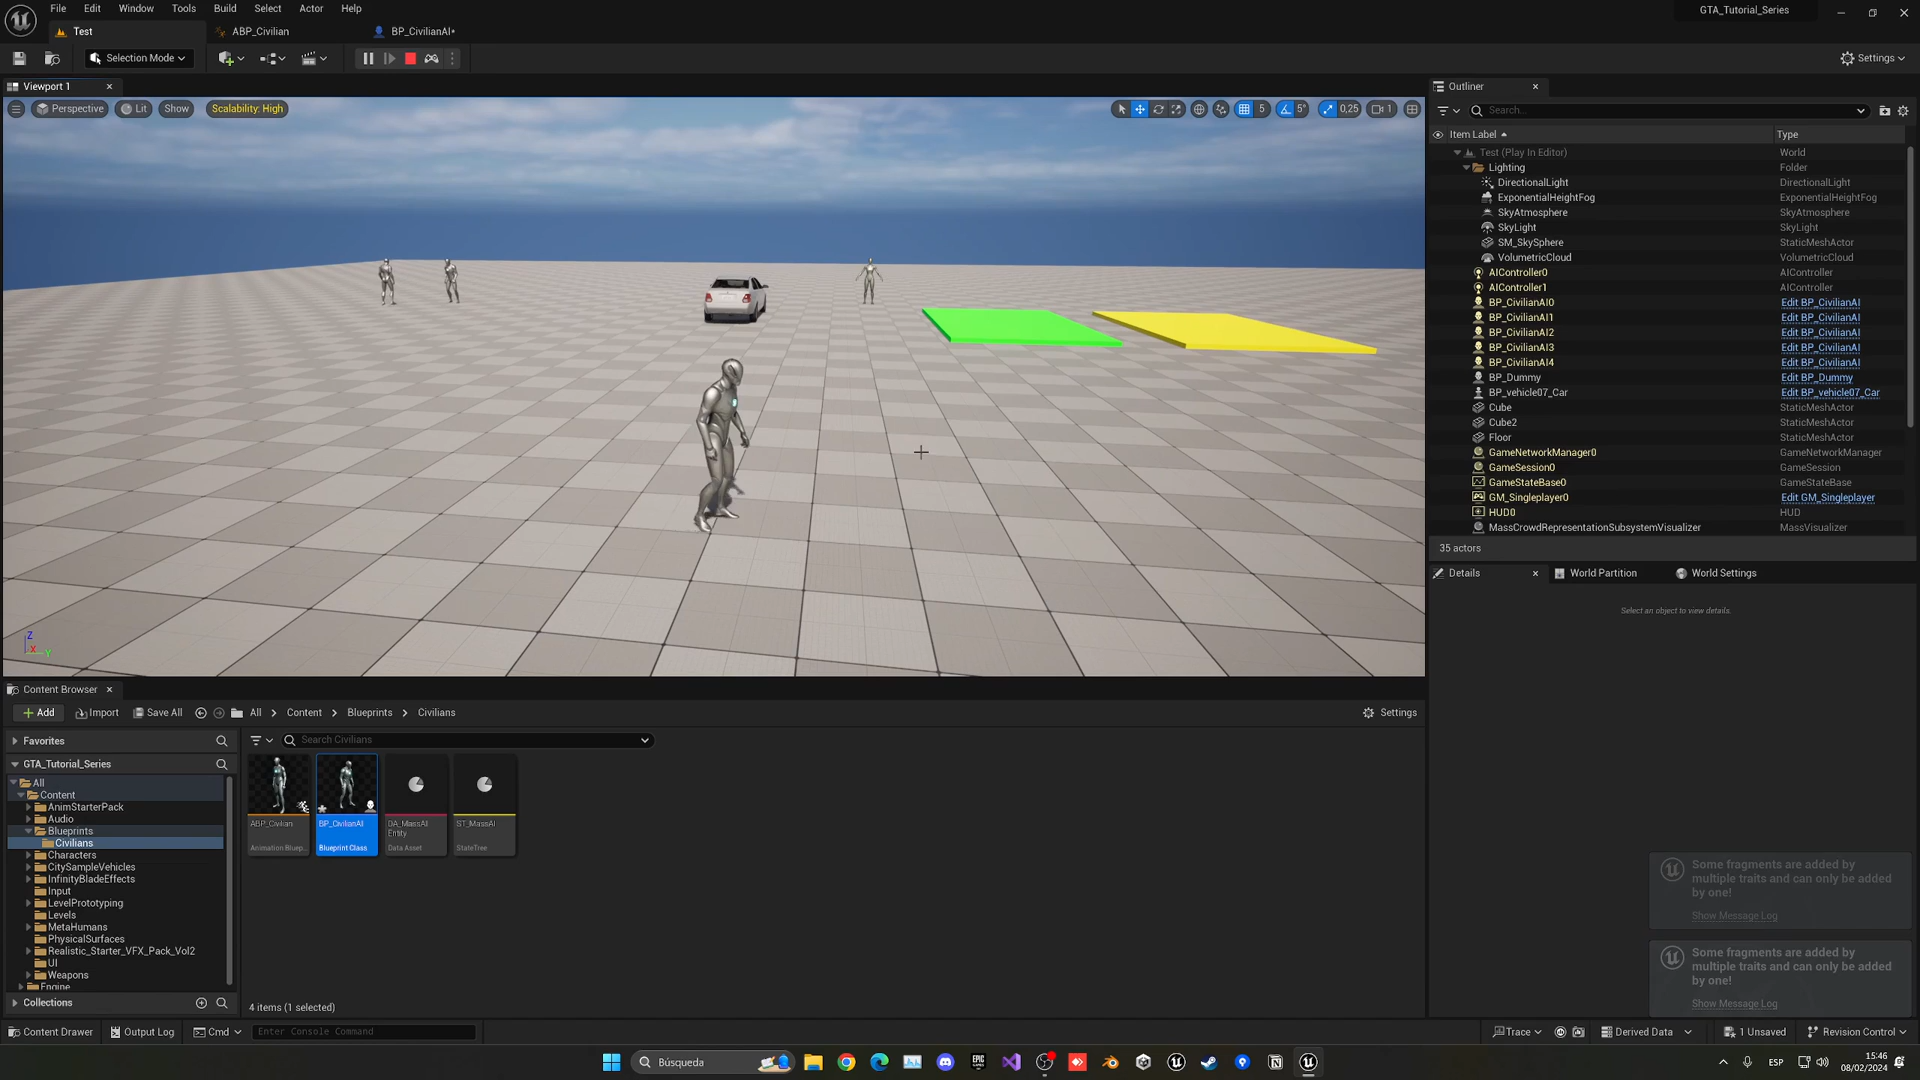 File Edit Window Tools Build Select Actor Help
GTA_Tutorial_Series
Test
ABP_Civilian
BP_CivilianAI*
Selection Mode
Settings
Viewport 1
Perspective
Lit
Show
Scalability: High
5
5°
0,25
1
Outliner
Search...
Item Label
Type
Test (Play In Editor) World
Lighting Folder
DirectionalLight DirectionalLight
ExponentialHeightFog ExponentialHeightFog
SkyAtmosphere SkyAtmosphere
SkyLight SkyLight
SM_SkySphere StaticMeshActor
VolumetricCloud VolumetricCloud
AIController0 AIController
AIController1 AIController
BP_CivilianAI0 Edit BP_CivilianAI
BP_CivilianAI1 Edit BP_CivilianAI
BP_CivilianAI2 Edit BP_CivilianAI
BP_CivilianAI3 Edit BP_CivilianAI
BP_CivilianAI4 Edit BP_CivilianAI
BP_Dummy Edit BP_Dummy
BP_vehicle07_Car Edit BP_vehicle07_Car
Cube StaticMeshActor
Cube2 StaticMeshActor
Floor StaticMeshActor
GameNetworkManager0 GameNetworkManager
GameSession0 GameSession
GameStateBase0 GameStateBase
GM_Singleplayer0 Edit GM_Singleplayer
HUD0 HUD
MassCrowdRepresentationSubsystemVisualizer MassVisualizer
35 actors
Details
World Partition
World Settings
Select an object to view details.
Z
X
Y
Content Browser
Add
Import
Save All
All
Content
Blueprints
Civilians
Settings
Favorites
Search Civilians
GTA_Tutorial_Series
All
Content
AnimStarterPack
Audio
Blueprints
Civilians
Characters
CitySampleVehicles
InfinityBladeEffects
Input
LevelPrototyping
Levels
MetaHumans
PhysicalSurfaces
Realistic_Starter_VFX_Pack_Vol2
UI
Weapons
Engine
Collections
ABP_Civilian
Animation Bluep...
BP_CivilianAI
Blueprint Class
DA_MassAI
Entity
Data Asset
ST_MassAI
StateTree
4 items (1 selected)
Some fragments are added by
multiple traits and can only be added
by one!
Show Message Log
Some fragments are added by
multiple traits and can only be added
by one!
Show Message Log
Content Drawer
Output Log
Cmd
Enter Console Command
Trace
Derived Data
1 Unsaved
Revision Control
Búsqueda
EPIC
ESP
15:46
08/02/2024